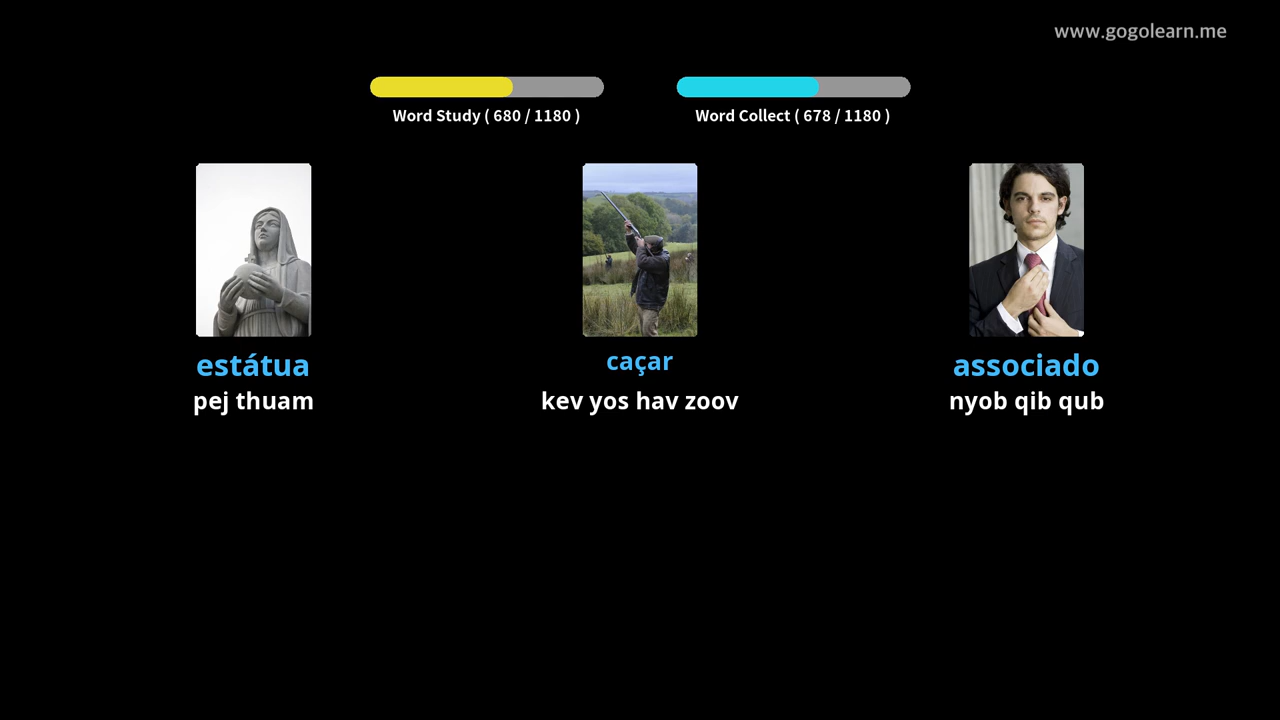 www.gogolearn.me
Word Study ( 680 / 1180 )
Word Collect ( 678 / 1180 )
estátua
pej thuam
caçar
kev yos hav zoov
associado
nyob qib qub